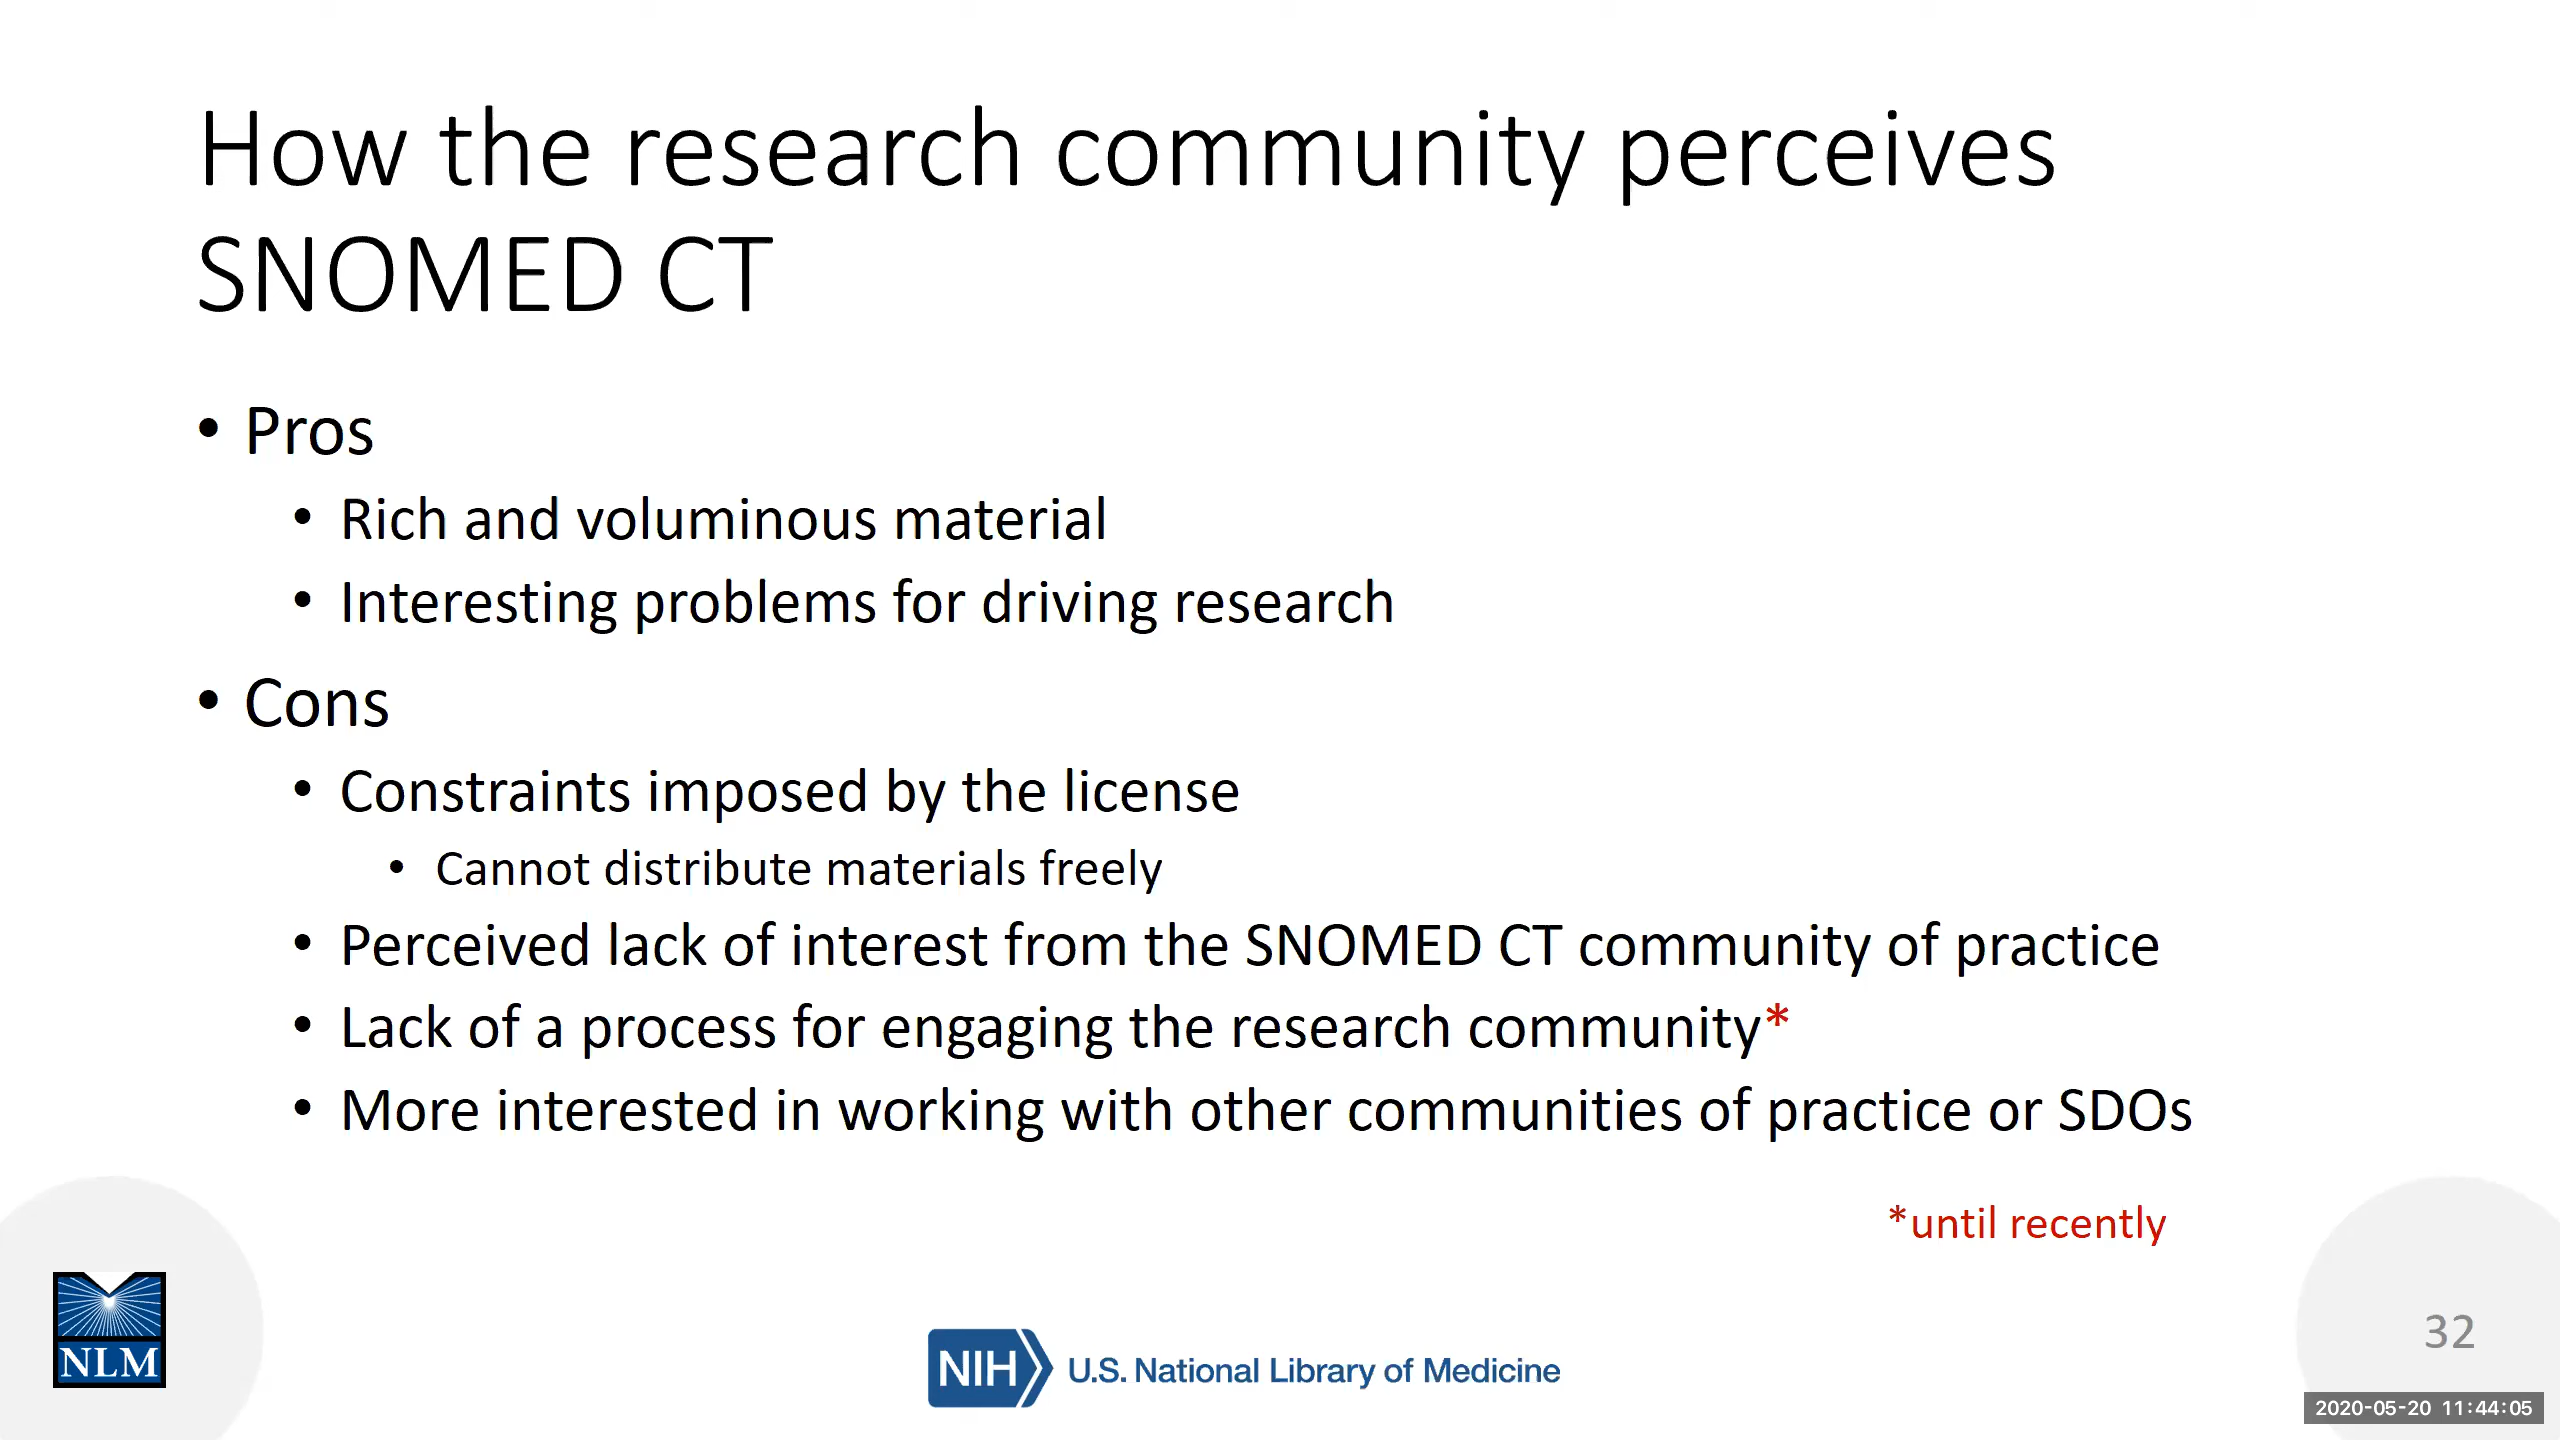 How the research community perceives
SNOMED CT
• Pros
• Rich and voluminous material
• Interesting problems for driving research
• Cons
• Constraints imposed by the license
• Cannot distribute materials freely
• Perceived lack of interest from the SNOMED CT community of practice
• Lack of a process for engaging the research community*
• More interested in working with other communities of practice or SDOs
*until recently
NLM
NIH U.S. National Library of Medicine
32
2020-05-20 11:44:05